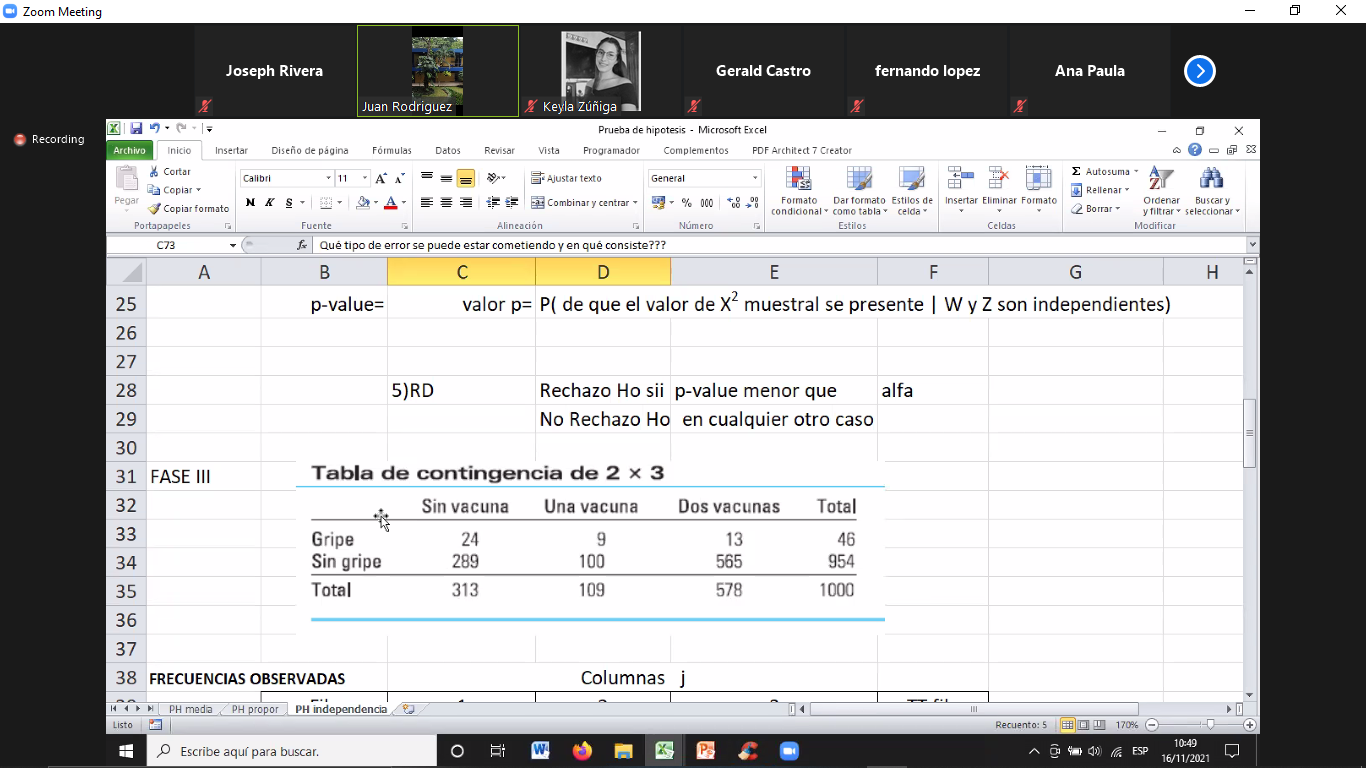 Zoom Meeting
Joseph Rivera
Juan Rodriguez
Keyla Zúñiga
Gerald Castro
fernando lopez
Ana Paula
Recording
Prueba de hipotesis - Microsoft Excel
Archivo Inicio Insertar Diseño de página Fórmulas Datos Revisar Vista Programador Complementos PDF Architect 7 Creator
Pegar
Cortar
Copiar
Copiar formato
Portapapeles
Calibri 11
N K S
Fuente
Ajustar texto
Combinar y centrar
Alineación
General
% 000
Número
Formato condicional
Dar formato como tabla
Estilos de celda
Estilos
Insertar Eliminar Formato
Celdas
Autosuma
Rellenar
Borrar
Ordenar y filtrar
Buscar y seleccionar
Modificar
C73 fx Qué tipo de error se puede estar cometiendo y en qué consiste???
A B C D E F G H
25 p-value= valor p= P( de que el valor de X² muestral se presente | W y Z son independientes)
26
27
28 5)RD Rechazo Ho sii p-value menor que alfa
29 No Rechazo Ho en cualquier otro caso
30
31 FASE III Tabla de contingencia de 2 × 3
32 Sin vacuna Una vacuna Dos vacunas Total
33 Gripe 24 9 13 46
34 Sin gripe 289 100 565 954
35 Total 313 109 578 1000
36
37
38 FRECUENCIAS OBSERVADAS Columnas j
PH media PH propor PH independencia
Listo Recuento: 5 170%
Escribe aquí para buscar.
ESP
10:49
16/11/2021